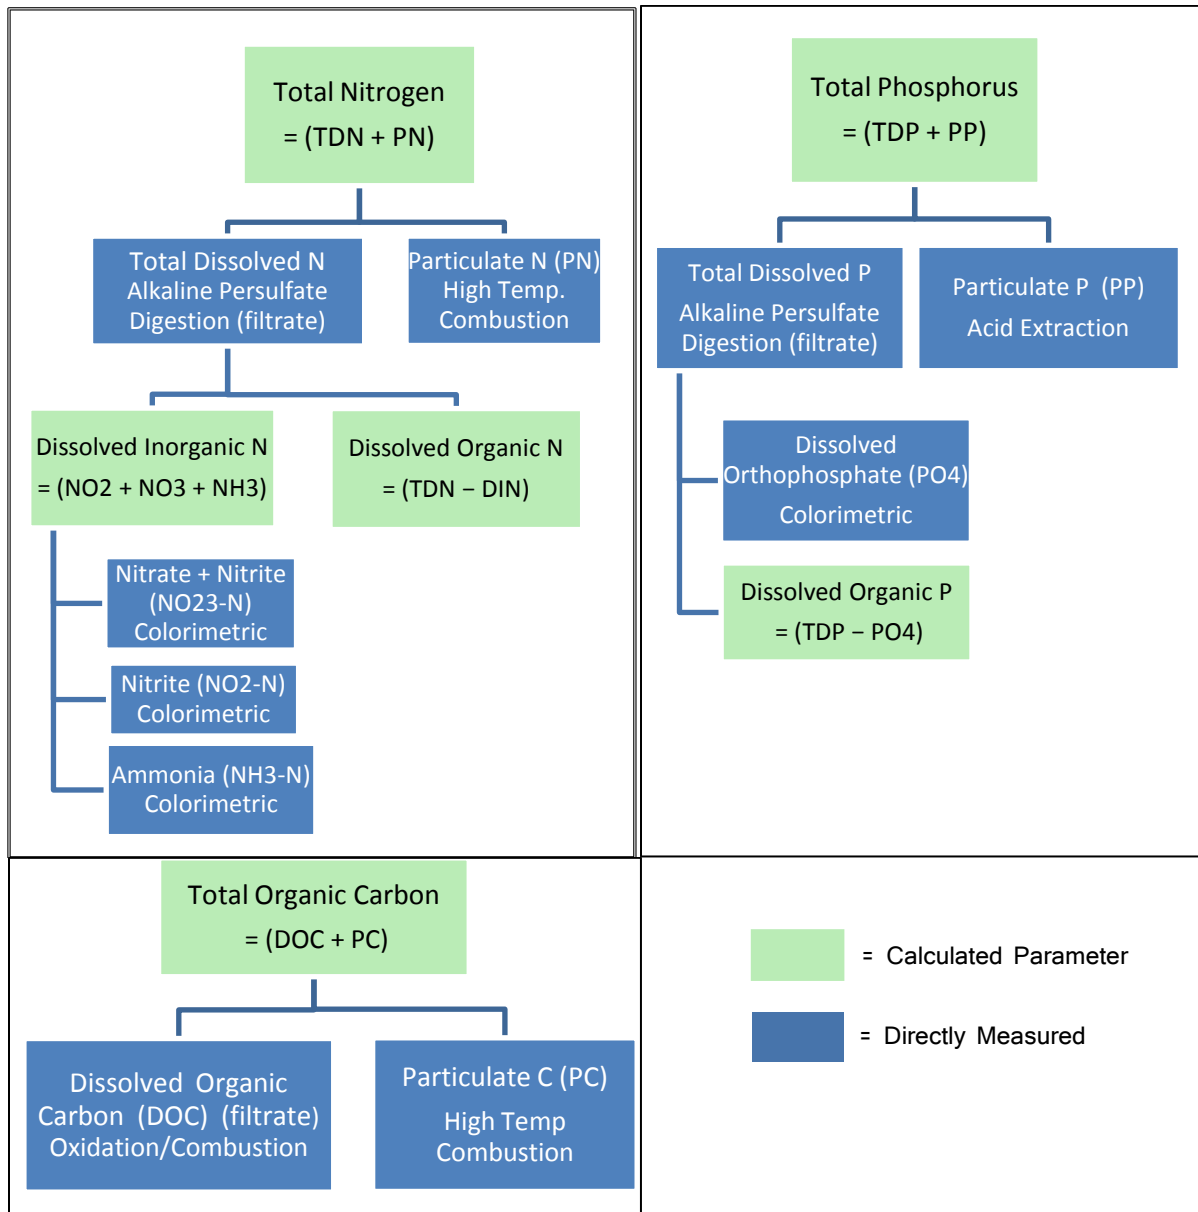 Total Nitrogen
= (TDN + PN)
Total Dissolved N
Alkaline Persulfate
Digestion (filtrate)
Particulate N (PN)
High Temp.
Combustion
Dissolved Inorganic N
= (NO2 + NO3 + NH3)
Dissolved Organic N
= (TDN − DIN)
Nitrate + Nitrite
(NO23-N)
Colorimetric
Nitrite (NO2-N)
Colorimetric
Ammonia (NH3-N)
Colorimetric
Total Phosphorus
= (TDP + PP)
Total Dissolved P
Alkaline Persulfate
Digestion (filtrate)
Particulate P (PP)
Acid Extraction
Dissolved
Orthophosphate (PO4)
Colorimetric
Dissolved Organic P
= (TDP − PO4)
Total Organic Carbon
= (DOC + PC)
Dissolved Organic
Carbon (DOC) (filtrate)
Oxidation/Combustion
Particulate C (PC)
High Temp
Combustion
= Calculated Parameter
= Directly Measured